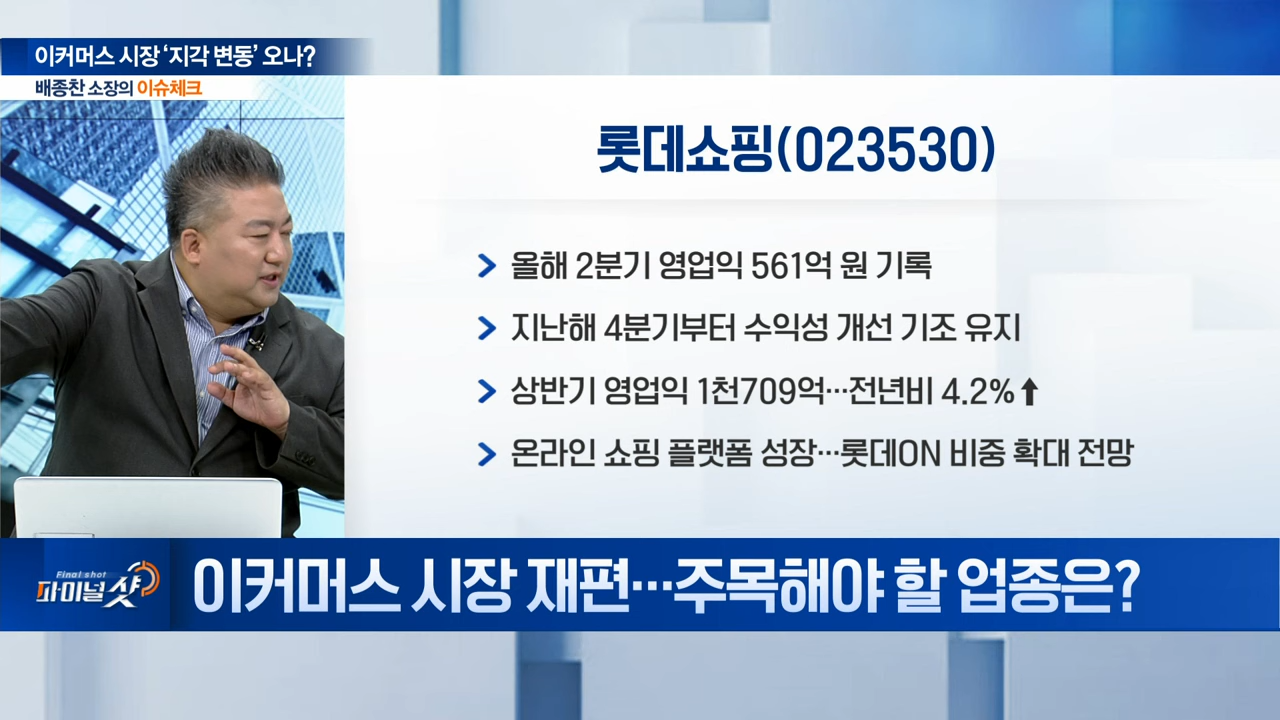 이커머스 시장 ‘지각 변동’ 오나?
배종찬 소장의 이슈체크
롯데쇼핑(023530)
올해 2분기 영업익 561억 원 기록
지난해 4분기부터 수익성 개선 기조 유지
상반기 영업익 1천709억···전년비 4.2%⬆
온라인 쇼핑 플랫폼 성장···롯데ON 비중 확대 전망
Final shot
파이널샷
이커머스 시장 재편···주목해야 할 업종은?